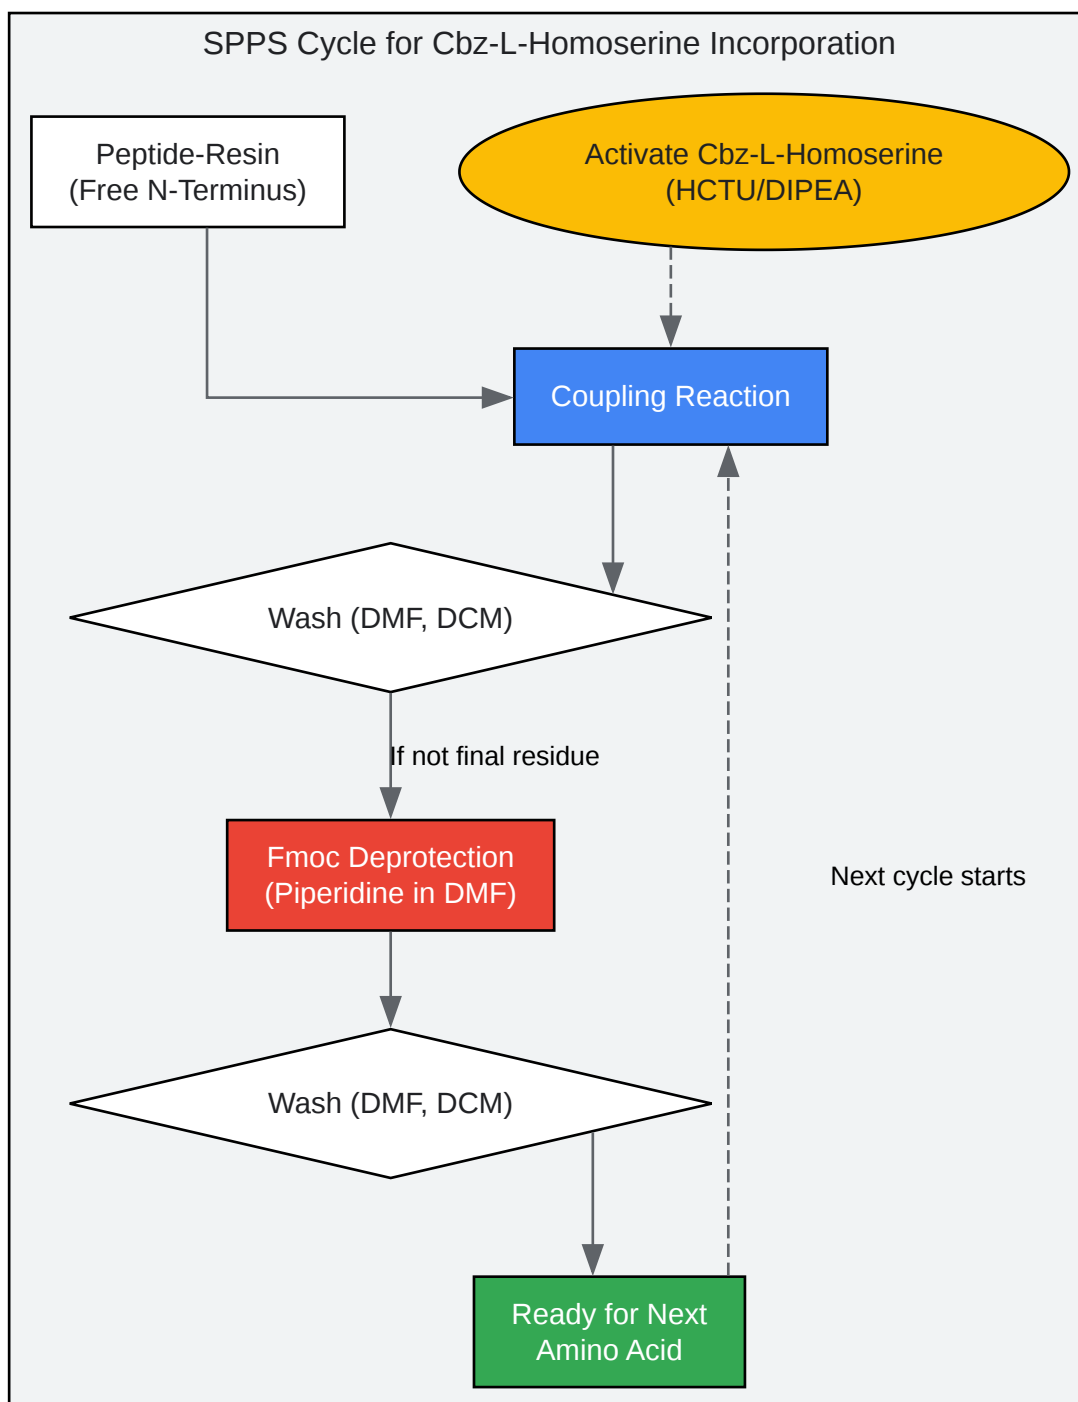 SPPS Cycle for Cbz-L-Homoserine Incorporation
Peptide-Resin
(Free N-Terminus)
Activate Cbz-L-Homoserine
(HCTU/DIPEA)
Coupling Reaction
Wash (DMF, DCM)
If not final residue
Fmoc Deprotection
(Piperidine in DMF)
Next cycle starts
Wash (DMF, DCM)
Ready for Next
Amino Acid